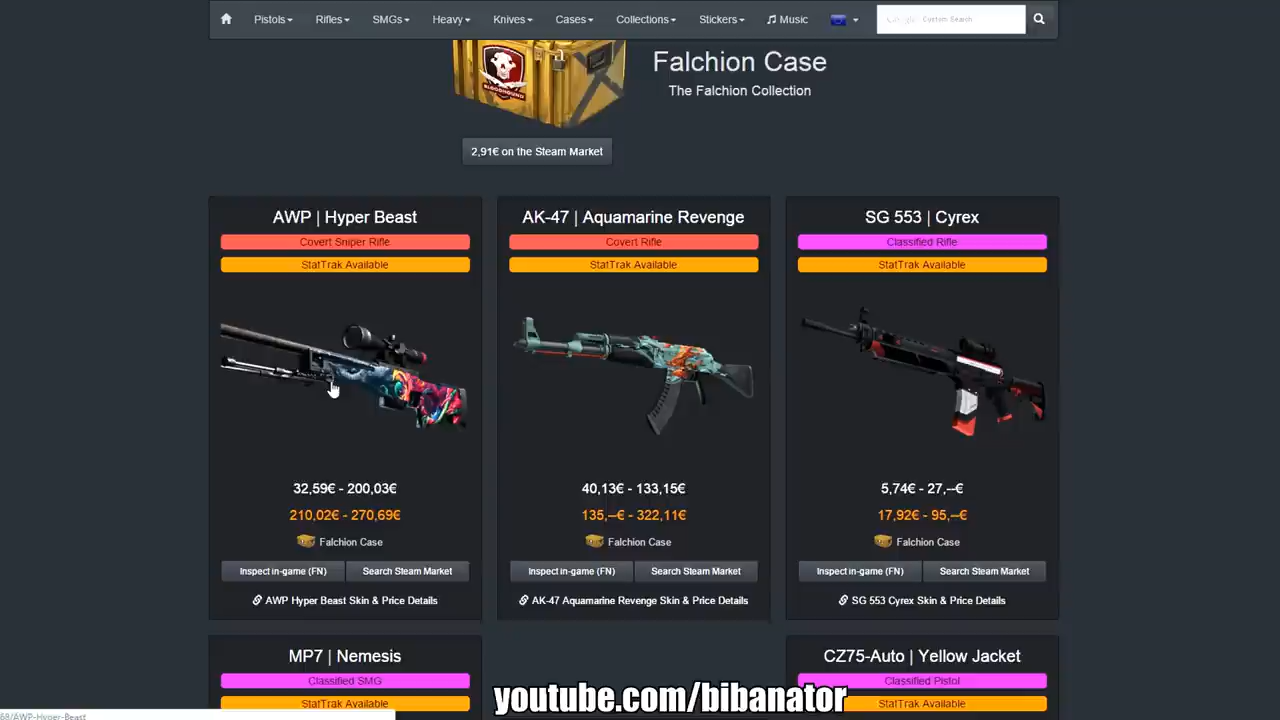 Pistols Rifles SMGs Heavy Knives Cases Collections Stickers Music Custom Search
BLOODHOUND
Falchion Case
The Falchion Collection
2,91€ on the Steam Market
AWP | Hyper Beast
Covert Sniper Rifle
StatTrak Available
32,59€ - 200,03€
210,02€ - 270,69€
Falchion Case
Inspect in-game (FN) Search Steam Market
AWP Hyper Beast Skin & Price Details
AK-47 | Aquamarine Revenge
Covert Rifle
StatTrak Available
40,13€ - 133,15€
135,--€ - 322,11€
Falchion Case
Inspect in-game (FN) Search Steam Market
AK-47 Aquamarine Revenge Skin & Price Details
SG 553 | Cyrex
Classified Rifle
StatTrak Available
5,74€ - 27,--€
17,92€ - 95,--€
Falchion Case
Inspect in-game (FN) Search Steam Market
SG 553 Cyrex Skin & Price Details
MP7 | Nemesis
Classified SMG
StatTrak Available
CZ75-Auto | Yellow Jacket
Classified Pistol
StatTrak Available
youtube.com/bibanator
68/AWP-Hyper-Beast